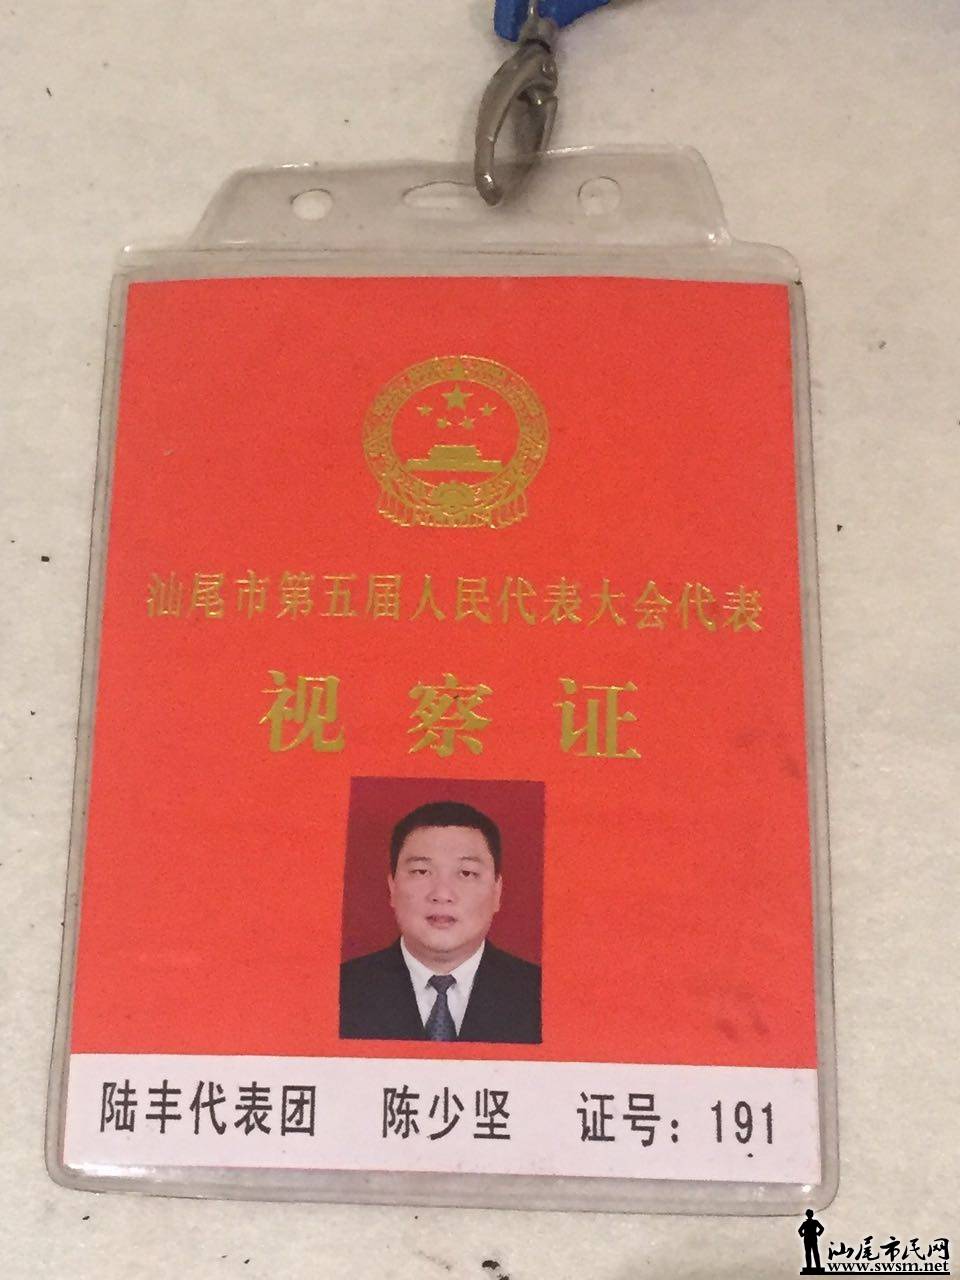 汕尾市第五届人民代表大会代表
视察证
陆丰代表团 陈少坚 证号：191
汕尾市民网
www.swsm.net